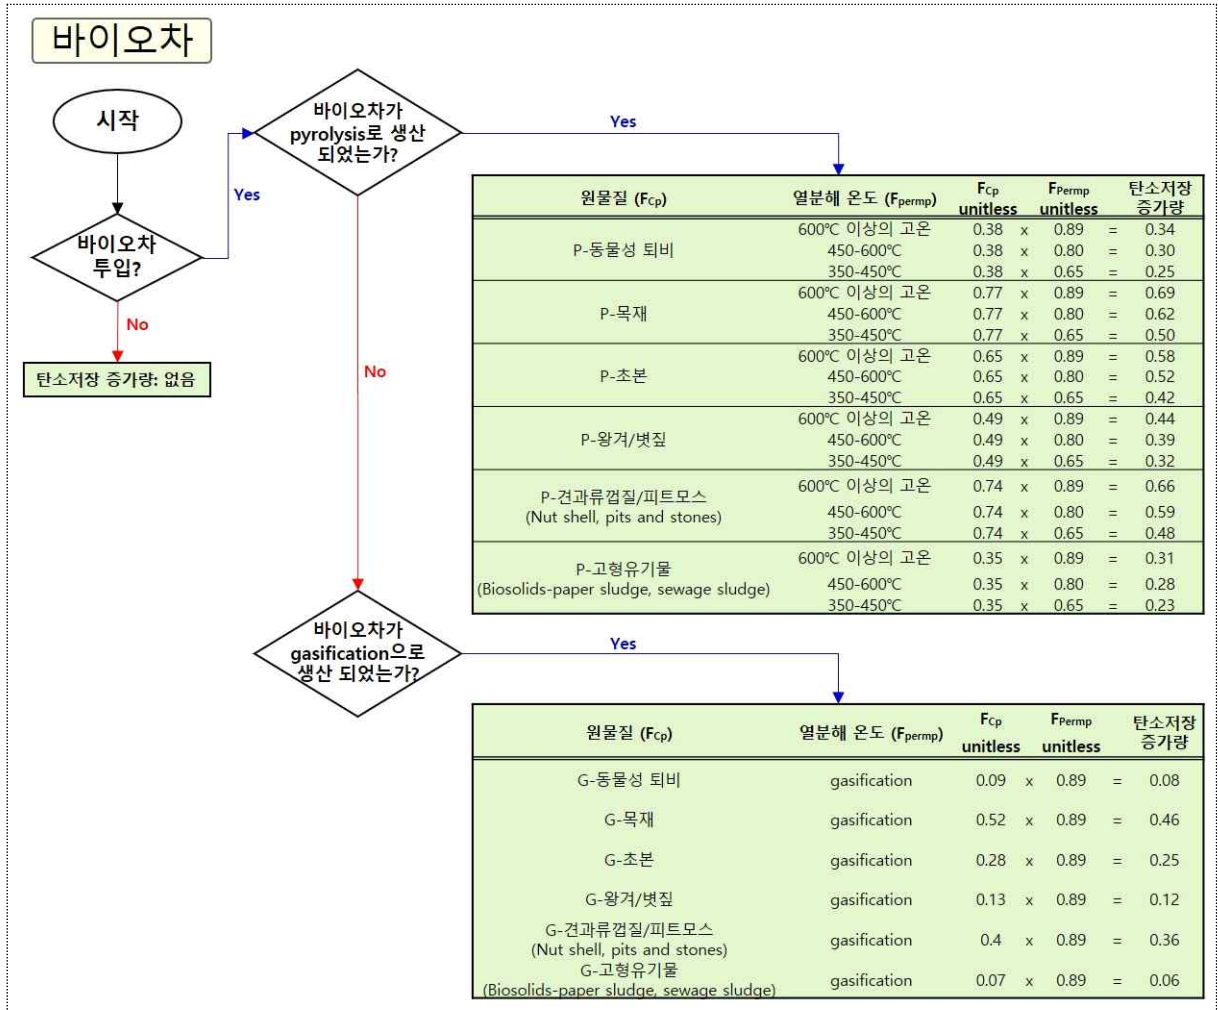 바이오차
시작
바이오차
투입?
Yes
No
탄소저장 증가량: 없음
바이오차가
pyrolysis로 생산
되었는가?
Yes
No
원물질 (FCp) 열분해 온도 (Fpermp) FCp unitless FPermp unitless 탄소저장 증가량
P-동물성 퇴비
600℃ 이상의 고온 0.38 x 0.89 = 0.34
450-600℃ 0.38 x 0.80 = 0.30
350-450℃ 0.38 x 0.65 = 0.25
P-목재
600℃ 이상의 고온 0.77 x 0.89 = 0.69
450-600℃ 0.77 x 0.80 = 0.62
350-450℃ 0.77 x 0.65 = 0.50
P-초본
600℃ 이상의 고온 0.65 x 0.89 = 0.58
450-600℃ 0.65 x 0.80 = 0.52
350-450℃ 0.65 x 0.65 = 0.42
P-왕겨/볏짚
600℃ 이상의 고온 0.49 x 0.89 = 0.44
450-600℃ 0.49 x 0.80 = 0.39
350-450℃ 0.49 x 0.65 = 0.32
P-견과류껍질/피트모스
(Nut shell, pits and stones)
600℃ 이상의 고온 0.74 x 0.89 = 0.66
450-600℃ 0.74 x 0.80 = 0.59
350-450℃ 0.74 x 0.65 = 0.48
P-고형유기물
(Biosolids-paper sludge, sewage sludge)
600℃ 이상의 고온 0.35 x 0.89 = 0.31
450-600℃ 0.35 x 0.80 = 0.28
350-450℃ 0.35 x 0.65 = 0.23
바이오차가
gasification으로
생산 되었는가?
Yes
원물질 (FCp) 열분해 온도 (Fpermp) FCp unitless FPermp unitless 탄소저장 증가량
G-동물성 퇴비 gasification 0.09 x 0.89 = 0.08
G-목재 gasification 0.52 x 0.89 = 0.46
G-초본 gasification 0.28 x 0.89 = 0.25
G-왕겨/볏짚 gasification 0.13 x 0.89 = 0.12
G-견과류껍질/피트모스
(Nut shell, pits and stones) gasification 0.4 x 0.89 = 0.36
G-고형유기물
(Biosolids-paper sludge, sewage sludge) gasification 0.07 x 0.89 = 0.06